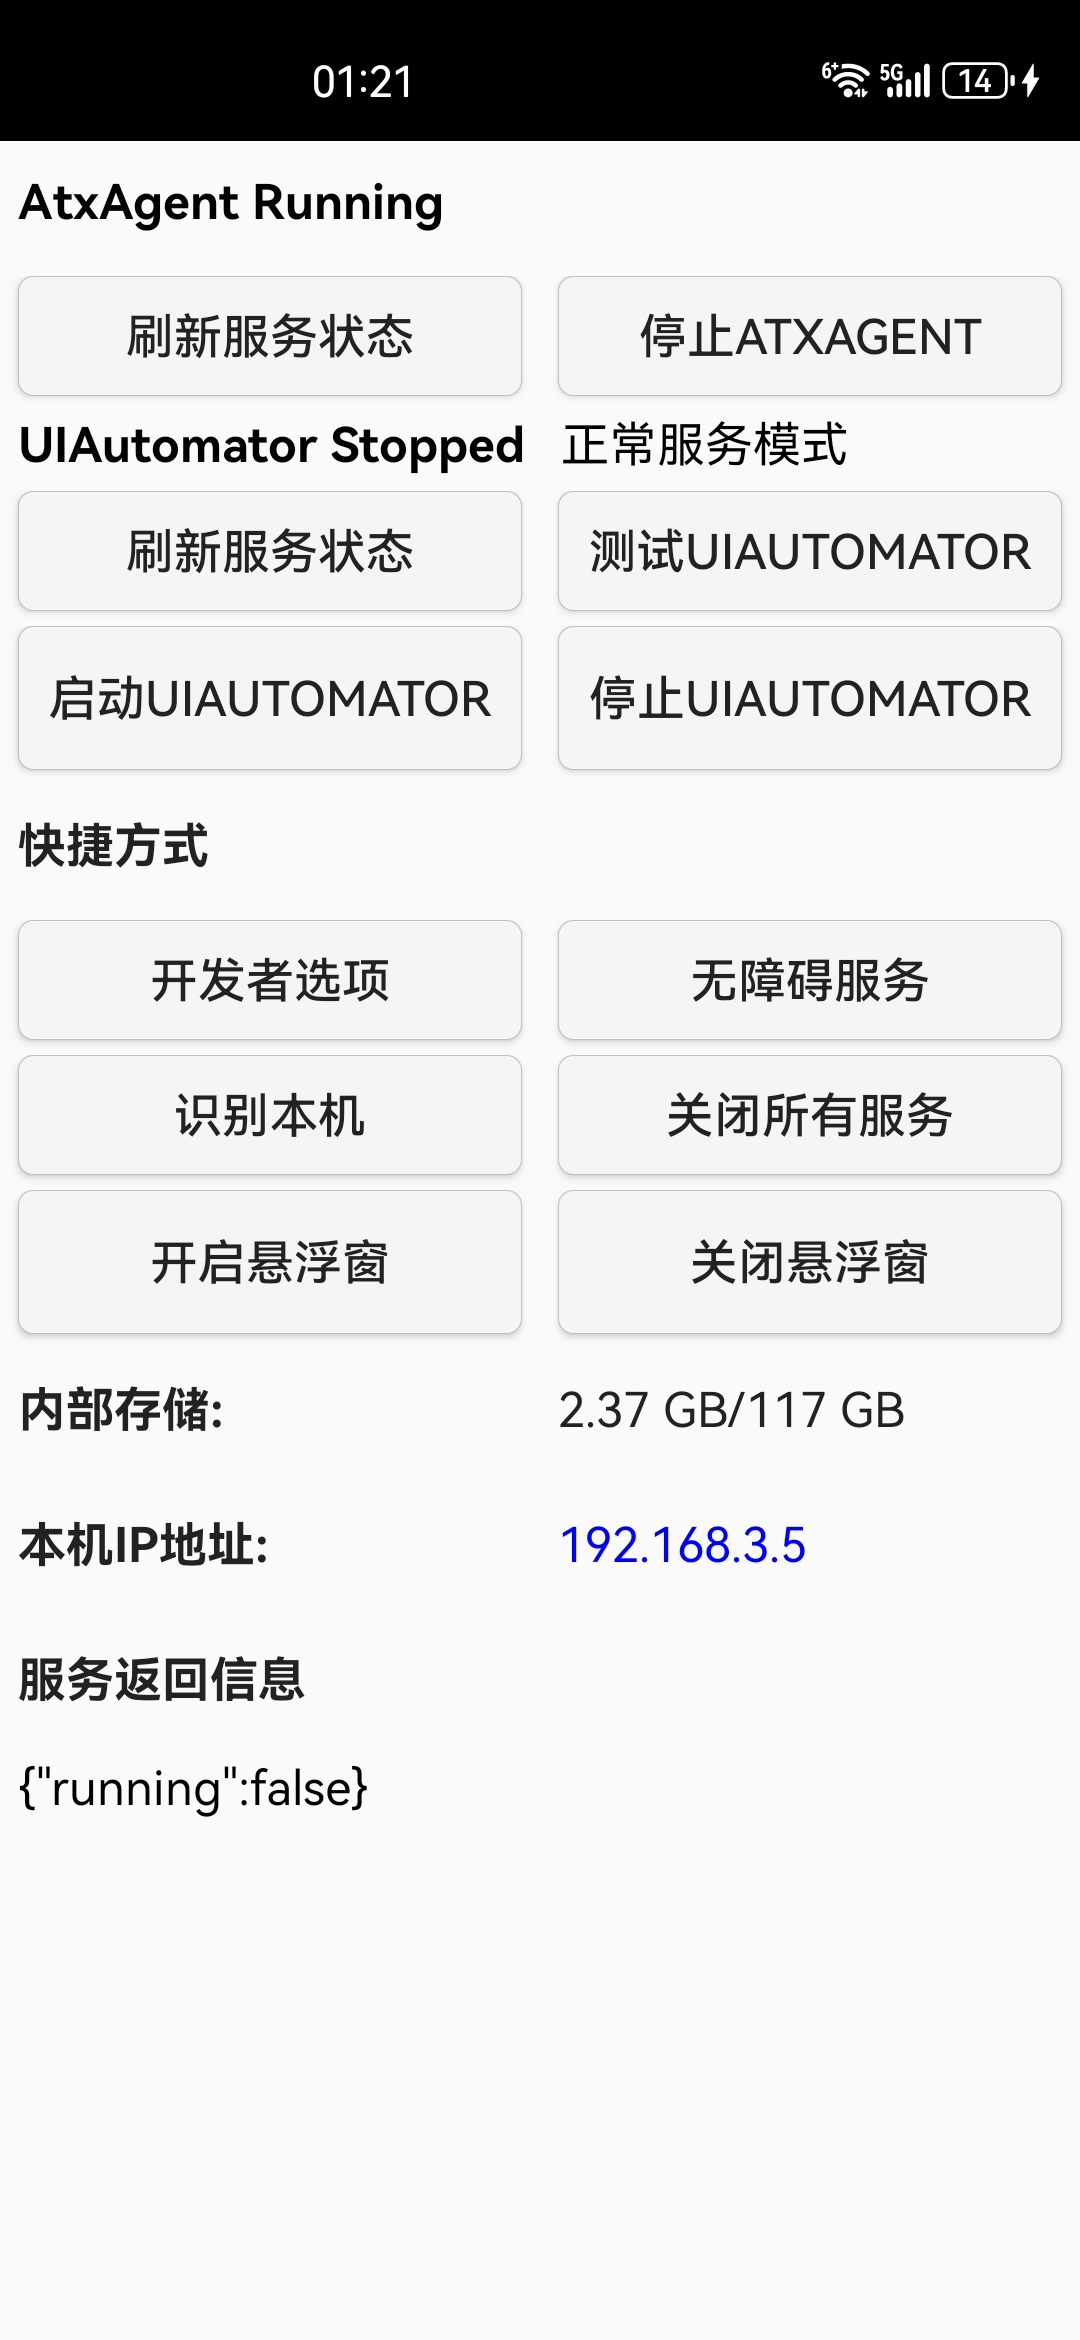 01:21
6+ 5G 14
AtxAgent Running
刷新服务状态 停止ATXAGENT
UIAutomator Stopped 正常服务模式
刷新服务状态 测试UIAUTOMATOR
启动UIAUTOMATOR 停止UIAUTOMATOR
快捷方式
开发者选项 无障碍服务
识别本机 关闭所有服务
开启悬浮窗 关闭悬浮窗
内部存储: 2.37 GB/117 GB
本机IP地址: 192.168.3.5
服务返回信息
{"running":false}